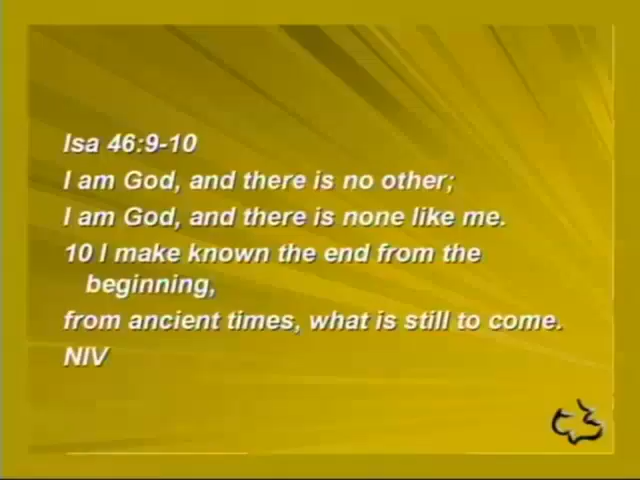 Isa 46:9-10
I am God, and there is no other;
I am God, and there is none like me.
10 I make known the end from the
beginning,
from ancient times, what is still to come.
NIV